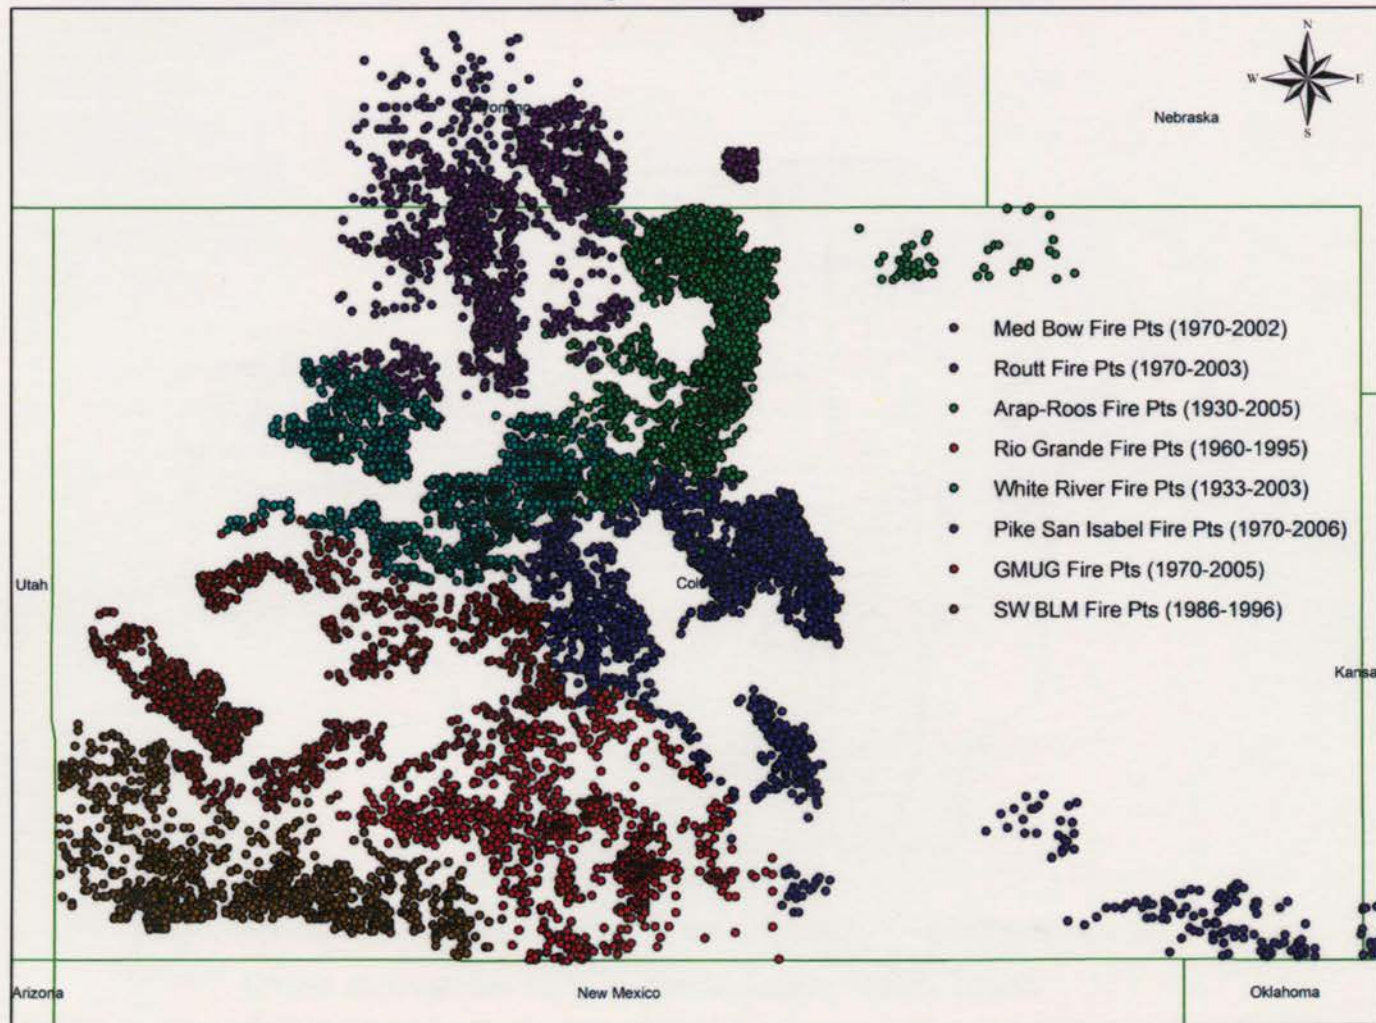 N
W E
S
Nebraska
Med Bow Fire Pts (1970-2002)
Routt Fire Pts (1970-2003)
Arap-Roos Fire Pts (1930-2005)
Rio Grande Fire Pts (1960-1995)
White River Fire Pts (1933-2003)
Pike San Isabel Fire Pts (1970-2006)
GMUG Fire Pts (1970-2005)
SW BLM Fire Pts (1986-1996)
Utah
Kansa
Arizona
New Mexico
Oklahoma